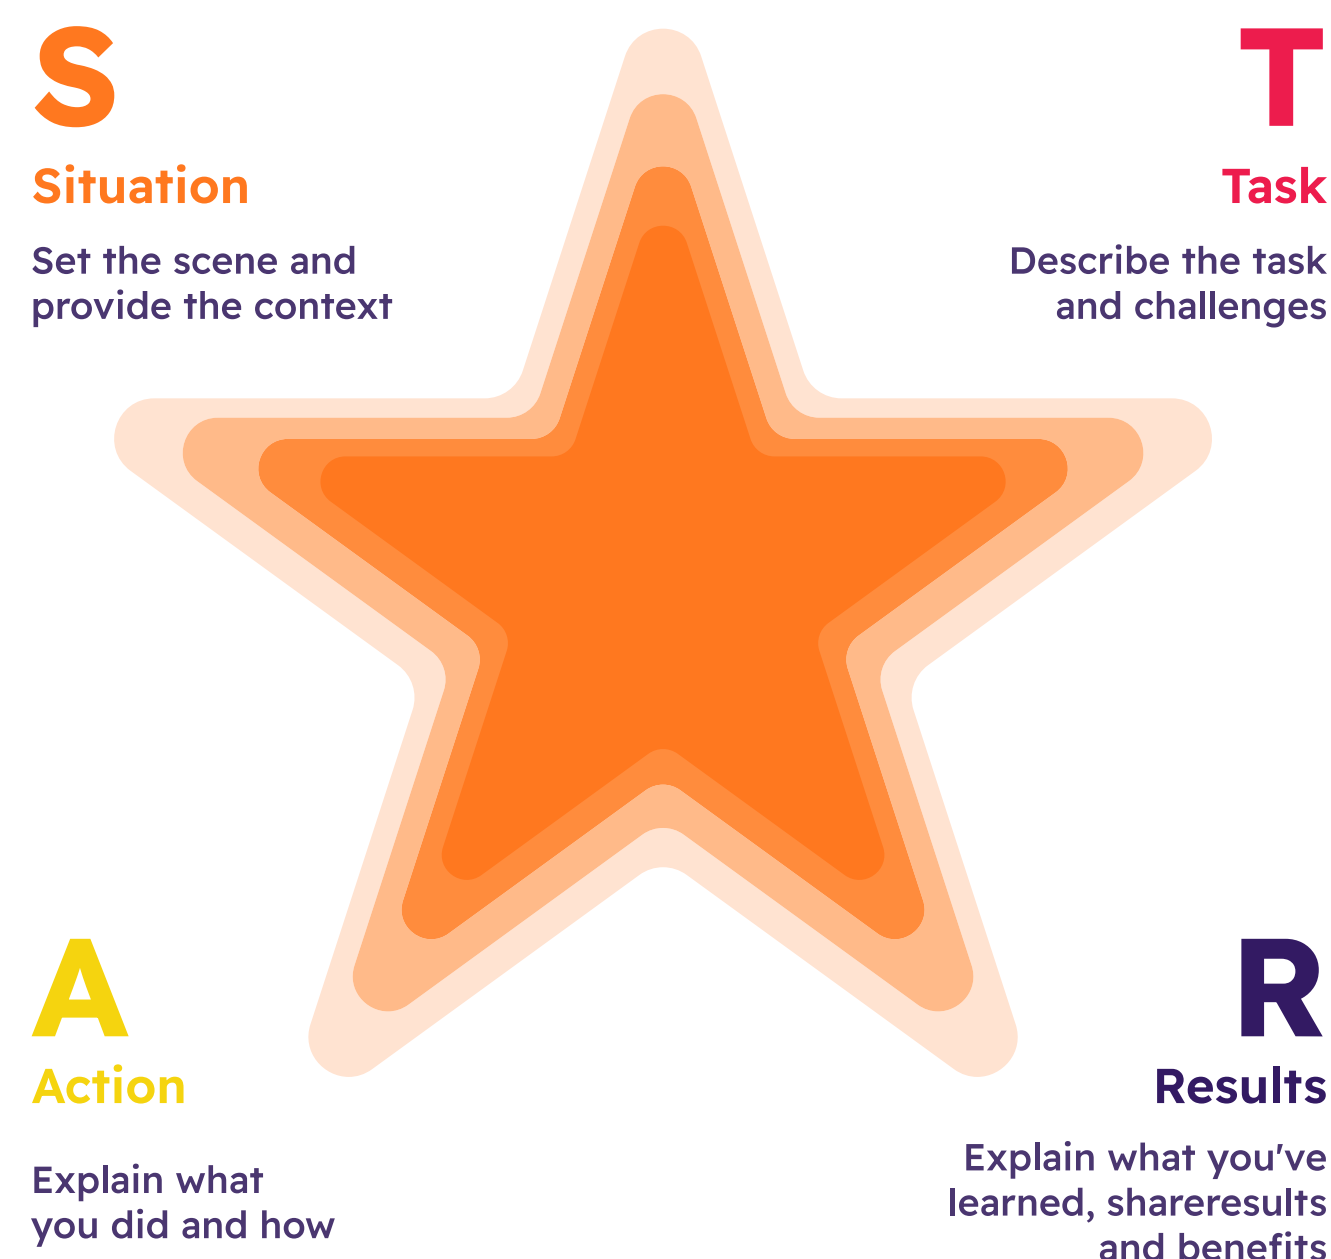 S
Situation
Set the scene and
provide the context
T
Task
Describe the task
and challenges
A
Action
Explain what
you did and how
R
Results
Explain what you've
learned, shareresults
and benefits